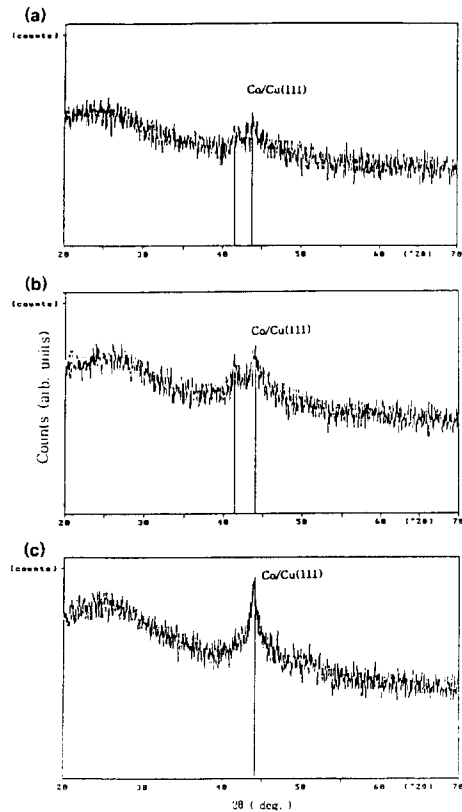 (a)
[counts]
Co/Cu(111)
20 30 40 50 60 [°2θ] 70
(b)
[counts]
Co/Cu(111)
Counts (arb. units)
20 30 40 50 60 [°2θ] 70
(c)
[counts]
Co/Cu(111)
20 30 40 50 60 [°2θ] 70
2θ ( deg. )